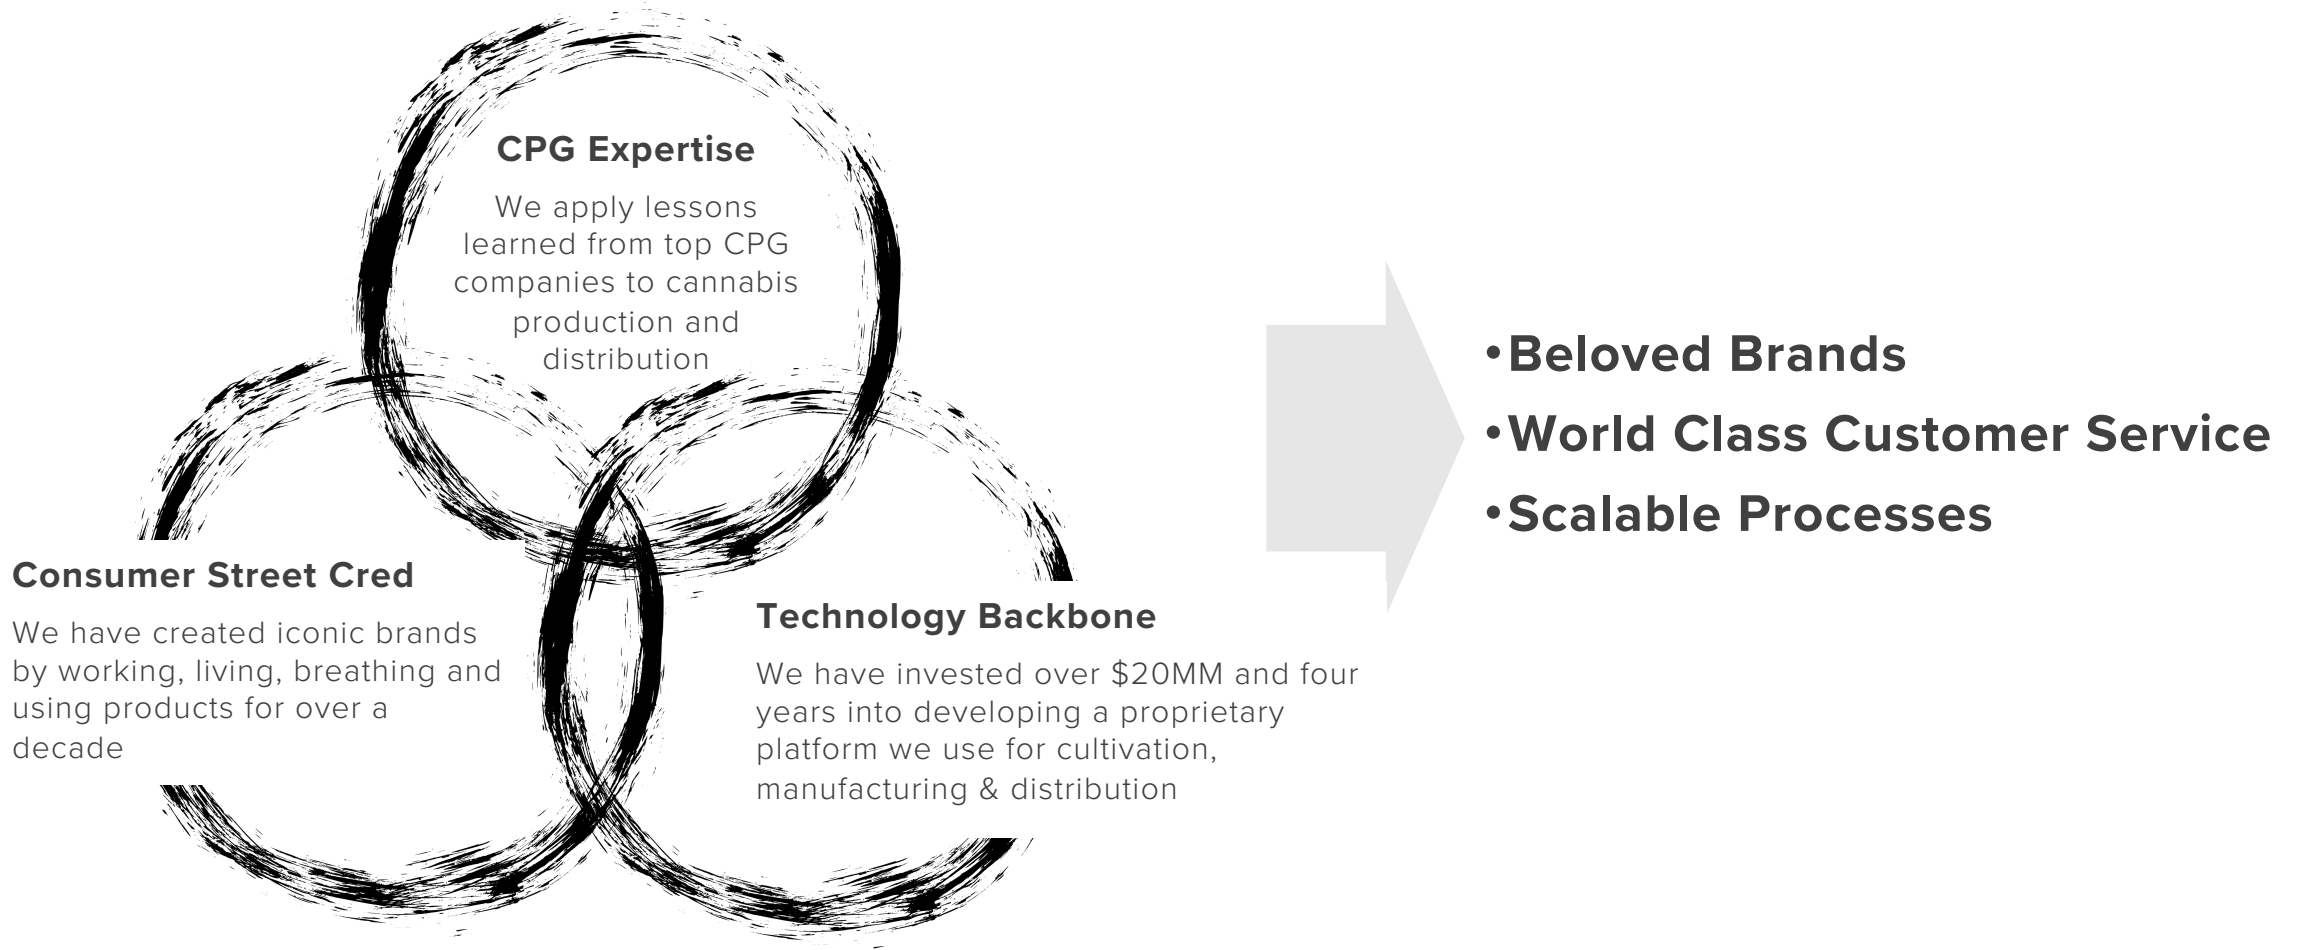 CPG Expertise
We apply lessons
learned from top CPG
companies to cannabis
production and
distribution
Consumer Street Cred
We have created iconic brands
by working, living, breathing and
using products for over a
decade
Technology Backbone
We have invested over $20MM and four
years into developing a proprietary
platform we use for cultivation,
manufacturing & distribution
•Beloved Brands
•World Class Customer Service
•Scalable Processes